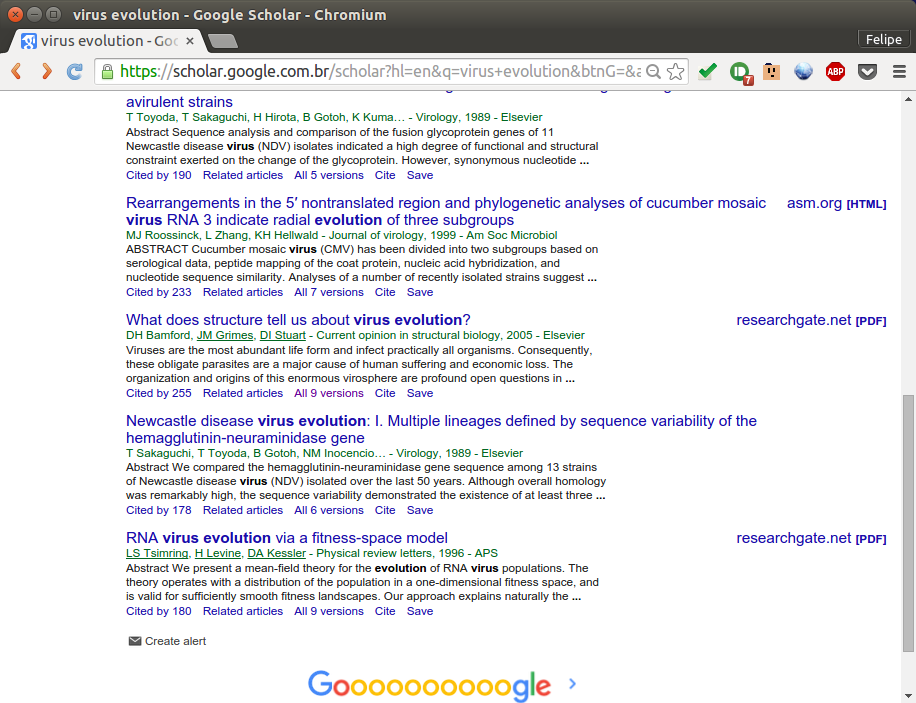 virus evolution - Google Scholar - Chromium
virus evolution - Goo
Felipe
https://scholar.google.com.br/scholar?hl=en&q=virus+evolution&btnG=&a
7
ABP
avirulent strains
T Toyoda, T Sakaguchi, H Hirota, B Gotoh, K Kuma… - Virology, 1989 - Elsevier
Abstract Sequence analysis and comparison of the fusion glycoprotein genes of 11
Newcastle disease virus (NDV) isolates indicated a high degree of functional and structural
constraint exerted on the change of the glycoprotein. However, synonymous nucleotide ...
Cited by 190 Related articles All 5 versions Cite Save
Rearrangements in the 5′ nontranslated region and phylogenetic analyses of cucumber mosaic asm.org [HTML]
virus RNA 3 indicate radial evolution of three subgroups
MJ Roossinck, L Zhang, KH Hellwald - Journal of virology, 1999 - Am Soc Microbiol
ABSTRACT Cucumber mosaic virus (CMV) has been divided into two subgroups based on
serological data, peptide mapping of the coat protein, nucleic acid hybridization, and
nucleotide sequence similarity. Analyses of a number of recently isolated strains suggest ...
Cited by 233 Related articles All 7 versions Cite Save
What does structure tell us about virus evolution? researchgate.net [PDF]
DH Bamford, JM Grimes, DI Stuart - Current opinion in structural biology, 2005 - Elsevier
Viruses are the most abundant life form and infect practically all organisms. Consequently,
these obligate parasites are a major cause of human suffering and economic loss. The
organization and origins of this enormous virosphere are profound open questions in ...
Cited by 255 Related articles All 9 versions Cite Save
Newcastle disease virus evolution: I. Multiple lineages defined by sequence variability of the
hemagglutinin-neuraminidase gene
T Sakaguchi, T Toyoda, B Gotoh, NM Inocencio… - Virology, 1989 - Elsevier
Abstract We compared the hemagglutinin-neuraminidase gene sequence among 13 strains
of Newcastle disease virus (NDV) isolated over the last 50 years. Although overall homology
was remarkably high, the sequence variability demonstrated the existence of at least three ...
Cited by 178 Related articles All 6 versions Cite Save
RNA virus evolution via a fitness-space model researchgate.net [PDF]
LS Tsimring, H Levine, DA Kessler - Physical review letters, 1996 - APS
Abstract We present a mean-field theory for the evolution of RNA virus populations. The
theory operates with a distribution of the population in a one-dimensional fitness space, and
is valid for sufficiently smooth fitness landscapes. Our approach explains naturally the ...
Cited by 180 Related articles All 9 versions Cite Save
Create alert
Goooooooooogle >